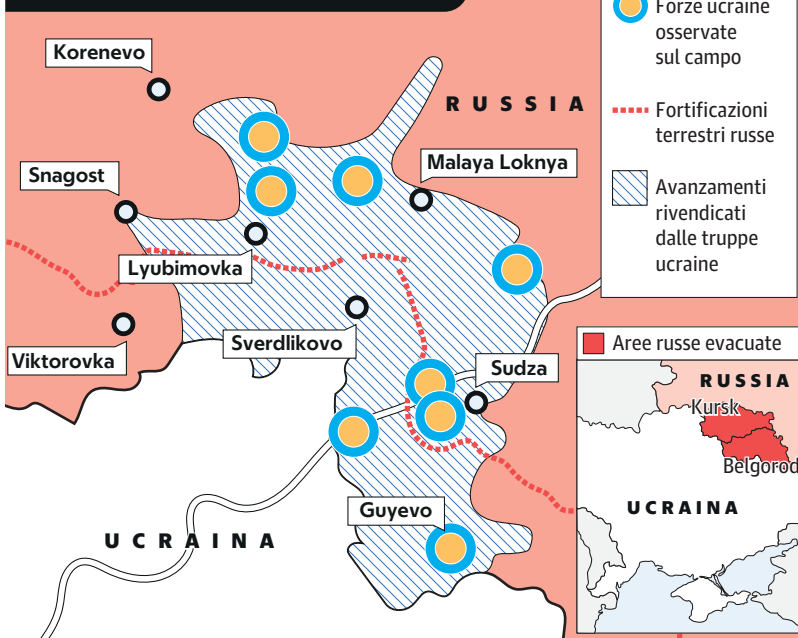 Korenevo
RUSSIA
Snagost
Malaya Loknya
Lyubimovka
Sverdlikovo
Viktorovka
Sudza
Guyevo
UCRAINA
Forze ucraine
osservate
sul campo
Fortificazioni
terrestri russe
Avanzamenti
rivendicati
dalle truppe
ucraine
Aree russe evacuate
RUSSIA
Kursk
Belgorod
UCRAINA